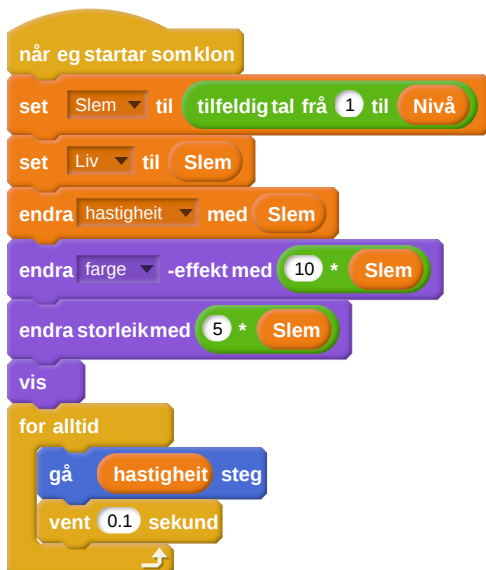 når eg startar som klon
set Slem til tilfeldig tal frå 1 til Nivå
set Liv til Slem
endra hastigheit med Slem
endra farge -effekt med 10 * Slem
endra storleik med 5 * Slem
vis
for alltid
gå hastigheit steg
vent 0.1 sekund